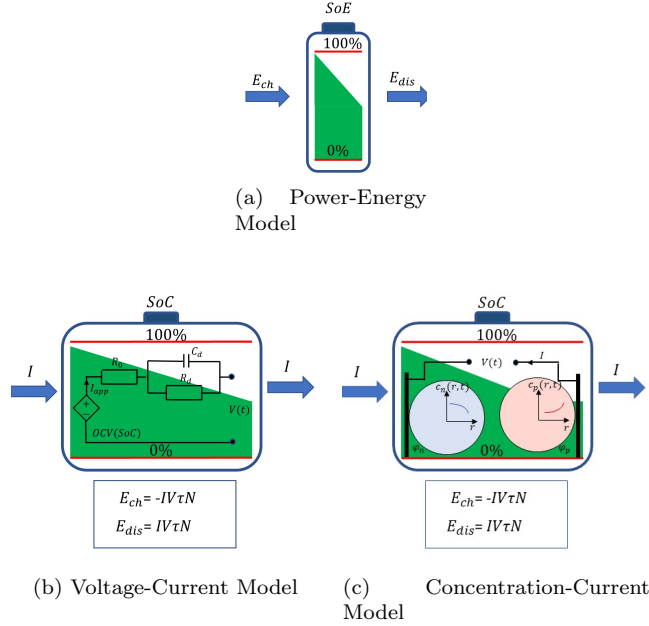 SoE
100%
E_ch
E_dis
0%
(a) Power-Energy
Model
SoC
100%
I
I
R_0
C_d
R_d
I_app
+
−
V(t)
OCV(SoC)
0%
E_ch= -IVτN
E_dis= IVτN
(b) Voltage-Current Model
SoC
100%
I
I
V(t)
I
c_n(r,t)
c_p(r,t)
r
r
φ_n
φ_p
0%
E_ch= -IVτN
E_dis= IVτN
(c) Concentration-Current
Model